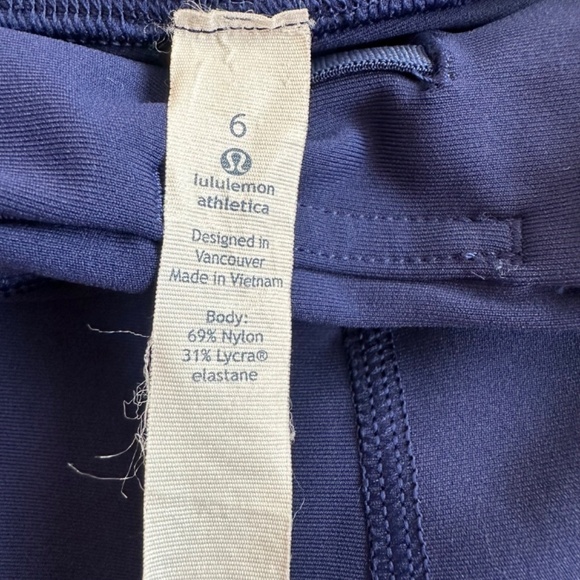 6
lululemon
athletica
Designed in
Vancouver
Made in Vietnam
Body:
69% Nylon
31% Lycra®
elastane